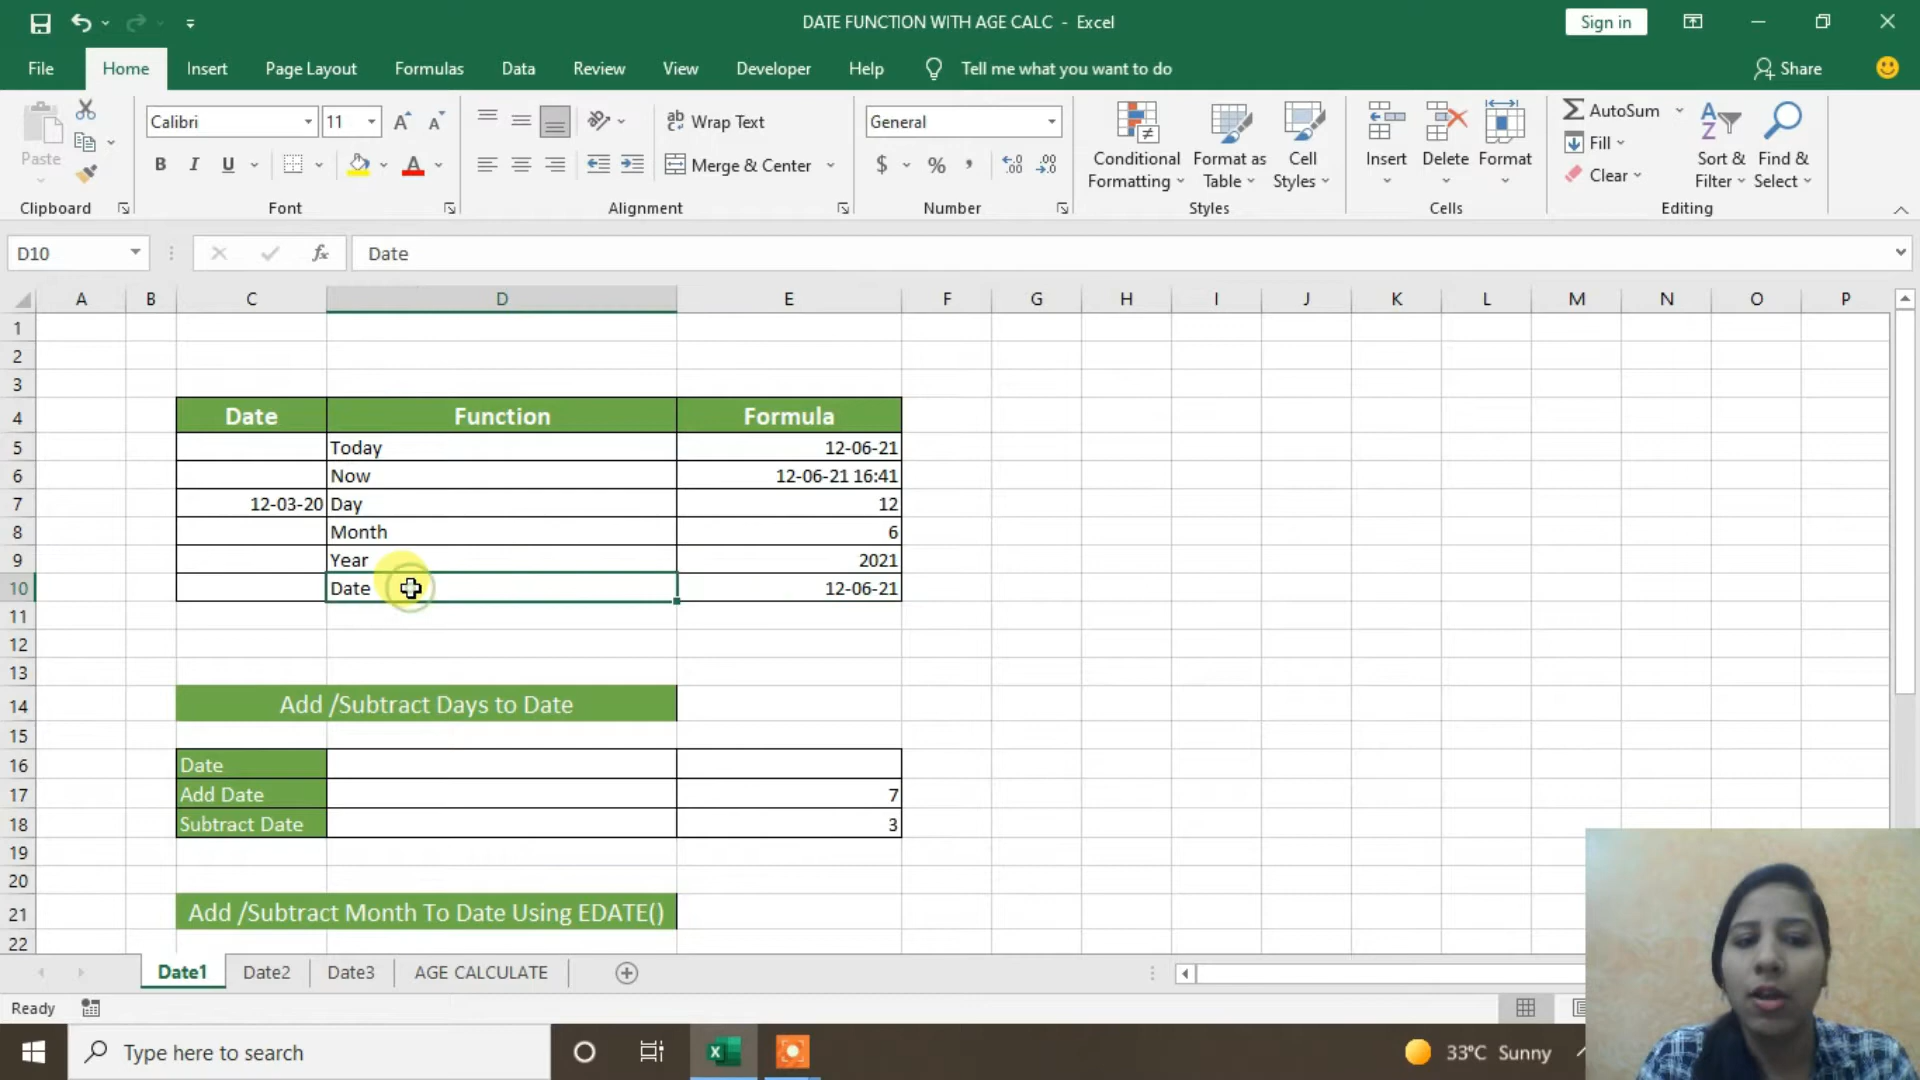 DATE FUNCTION WITH AGE CALC - Excel
Sign in
File Home Insert Page Layout Formulas Data Review View Developer Help Tell me what you want to do Share
Paste
Calibri 11
Wrap Text
General
Conditional Formatting
Format as Table
Cell Styles
Insert Delete Format
AutoSum
Fill
Clear
Sort & Filter
Find & Select
B I U A
Merge & Center
$ % ,
Clipboard Font Alignment Number Styles Cells Editing
D10 fx Date
A B C D E F G H I J K L M N O P
1
2
3
4 Date Function Formula
5 Today 12-06-21
6 Now 12-06-21 16:41
7 12-03-20 Day 12
8 Month 6
9 Year 2021
10 Date 12-06-21
11
12
13
14 Add /Subtract Days to Date
15
16 Date
17 Add Date 7
18 Subtract Date 3
19
20
21 Add /Subtract Month To Date Using EDATE()
22
Date1 Date2 Date3 AGE CALCULATE
Ready
Type here to search
33°C Sunny